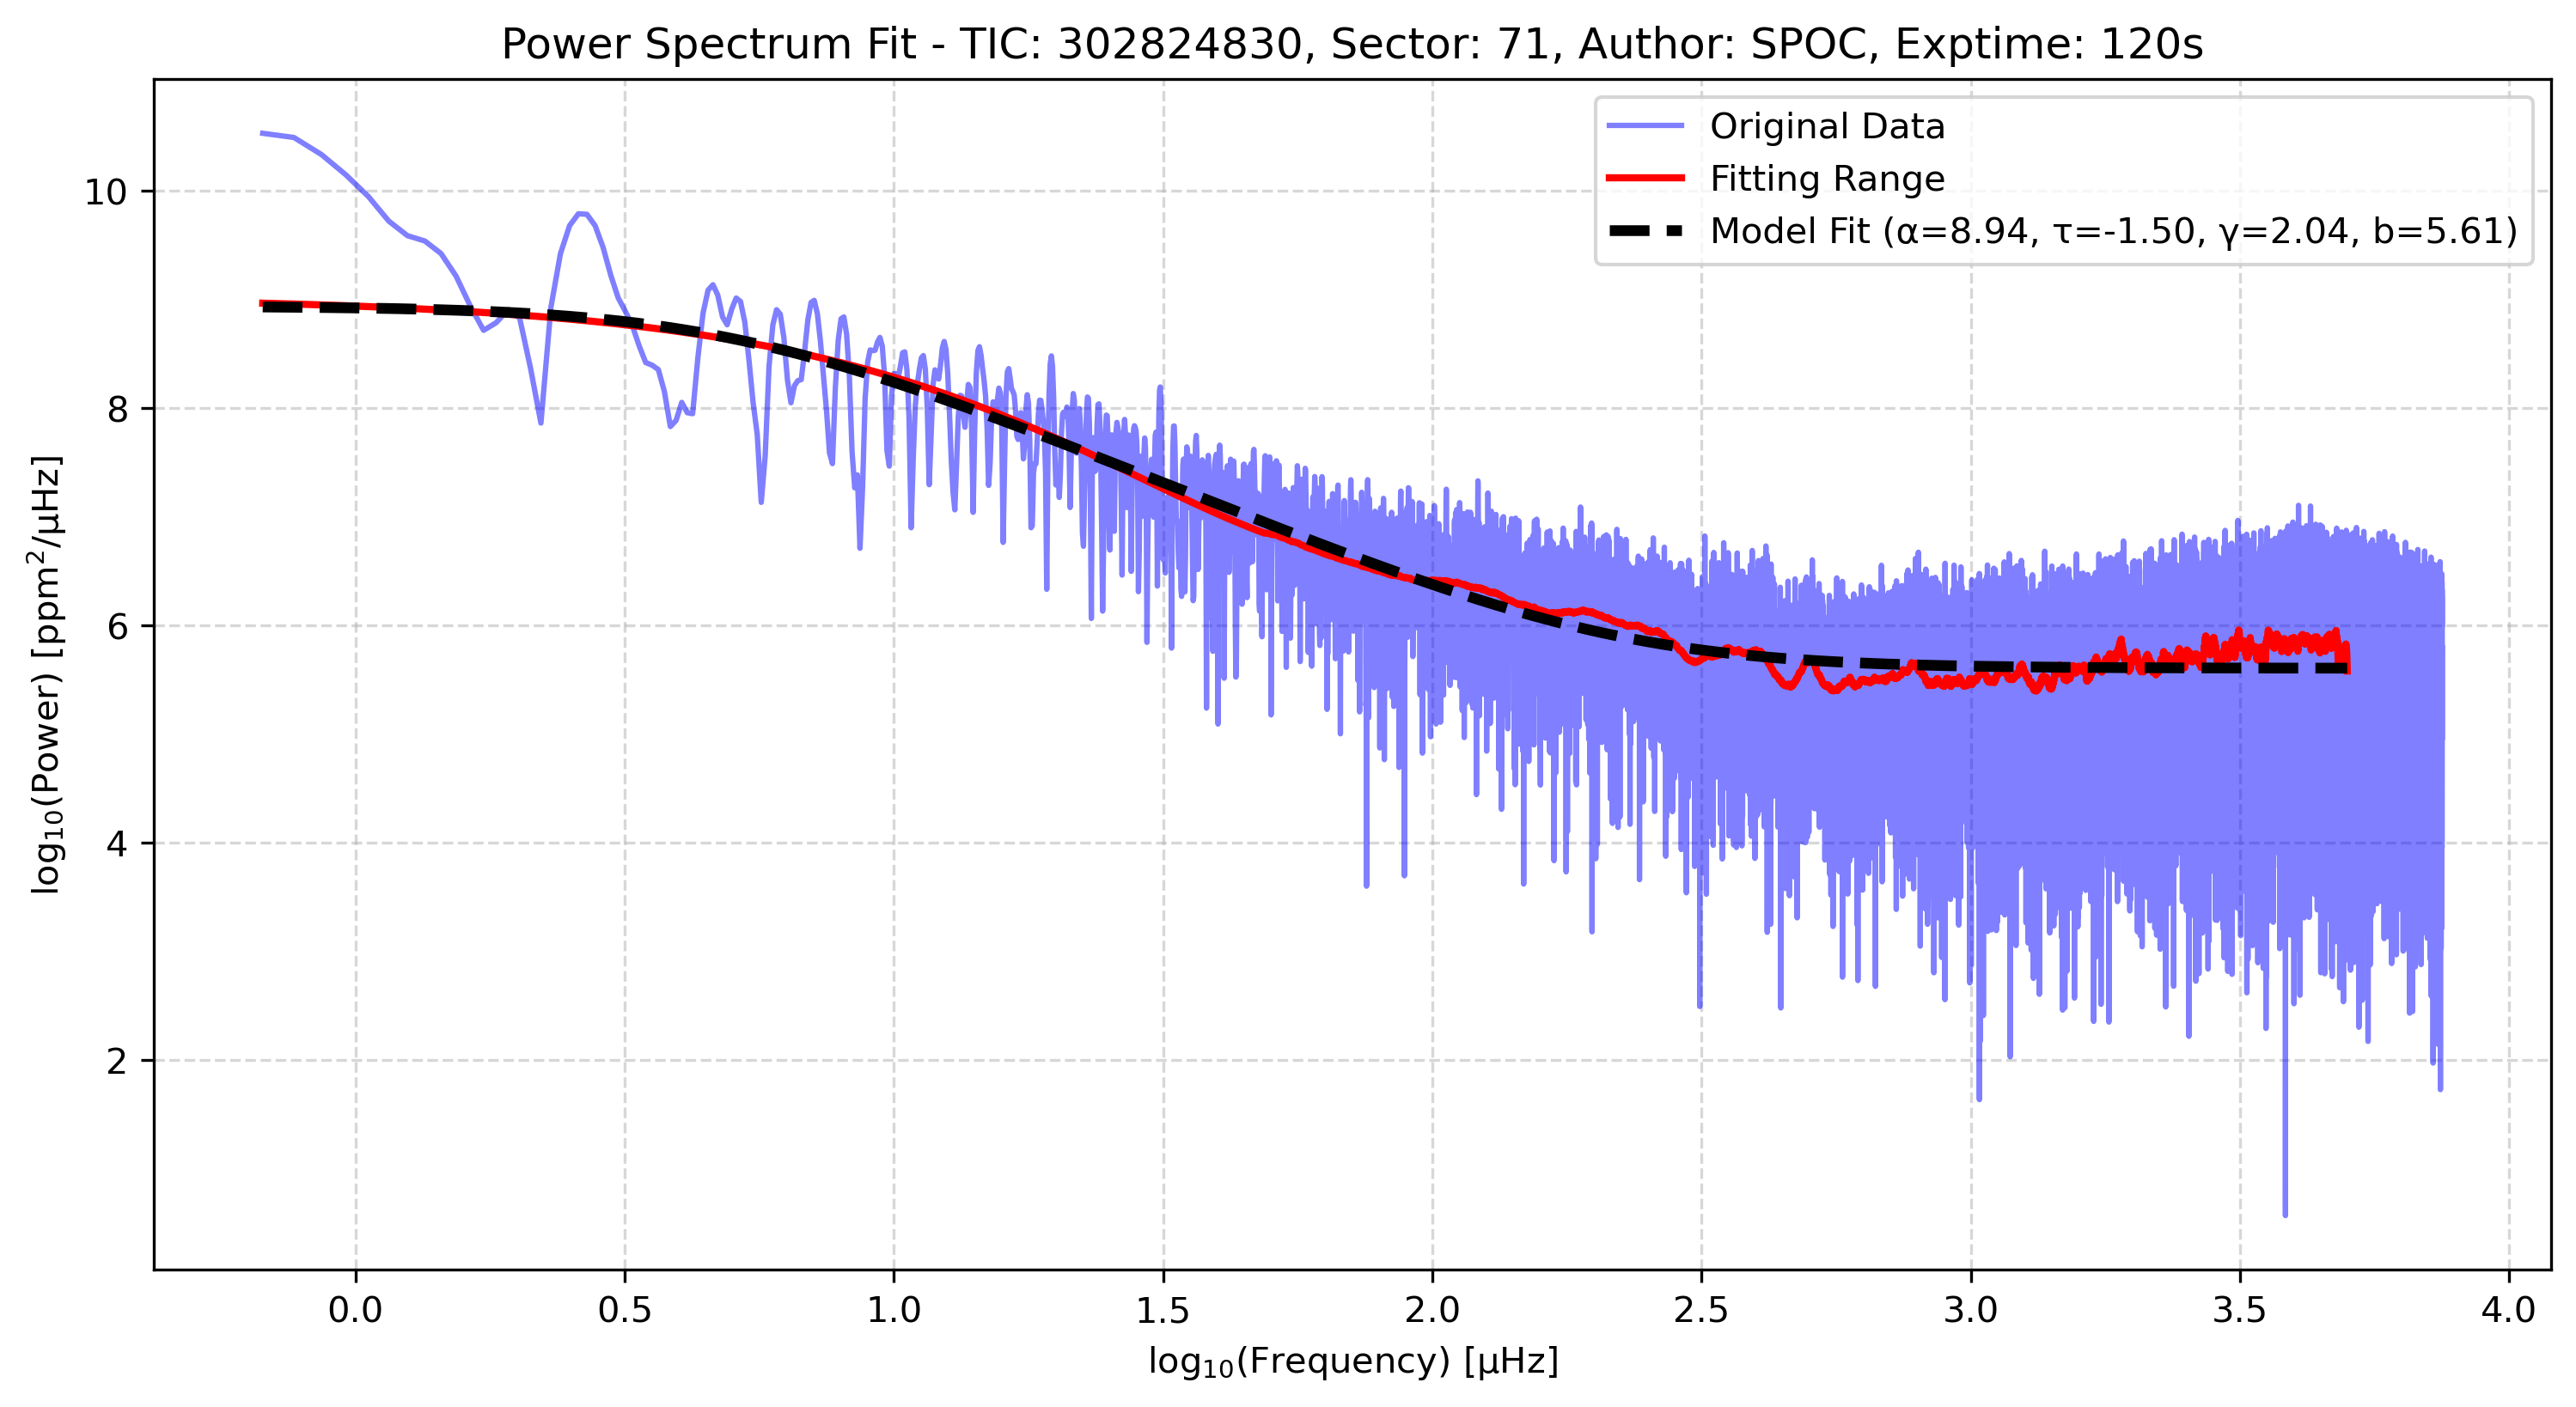 Power Spectrum Fit - TIC: 302824830, Sector: 71, Author: SPOC, Exptime: 120s
Original Data
Fitting Range
Model Fit (α=8.94, τ=-1.50, γ=2.04, b=5.61)
log₁₀(Power) [ppm²/μHz]
10
8
6
4
2
0.0 0.5 1.0 1.5 2.0 2.5 3.0 3.5 4.0
log₁₀(Frequency) [μHz]